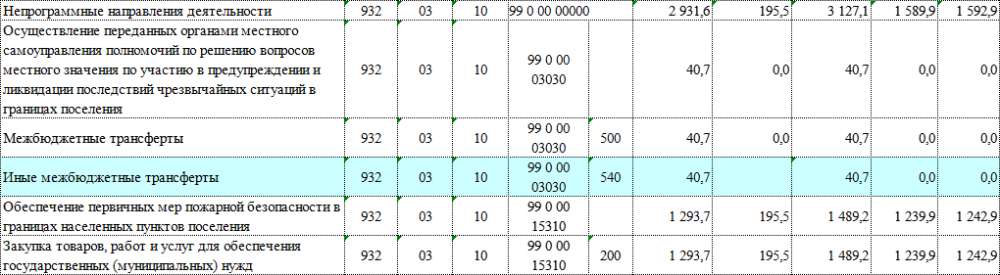 Непрограммные направления деятельности 932 03 10 99 0 00 00000 2 931,6 195,5 3 127,1 1 589,9 1 592,9
Осуществление переданных органами местного
самоуправления полномочий по решению вопросов
местного значения по участию в предупреждении и
ликвидации последствий чрезвычайных ситуаций в
границах поселения 932 03 10 99 0 00
03030 40,7 0,0 40,7 0,0 0,0
Межбюджетные трансферты 932 03 10 99 0 00
03030 500 40,7 0,0 40,7 0,0 0,0
Иные межбюджетные трансферты 932 03 10 99 0 00
03030 540 40,7 40,7 0,0 0,0
Обеспечение первичных мер пожарной безопасности в
границах населенных пунктов поселения 932 03 10 99 0 00
15310 1 293,7 195,5 1 489,2 1 239,9 1 242,9
Закупка товаров, работ и услуг для обеспечения
государственных (муниципальных) нужд 932 03 10 99 0 00
15310 200 1 293,7 195,5 1 489,2 1 239,9 1 242,9